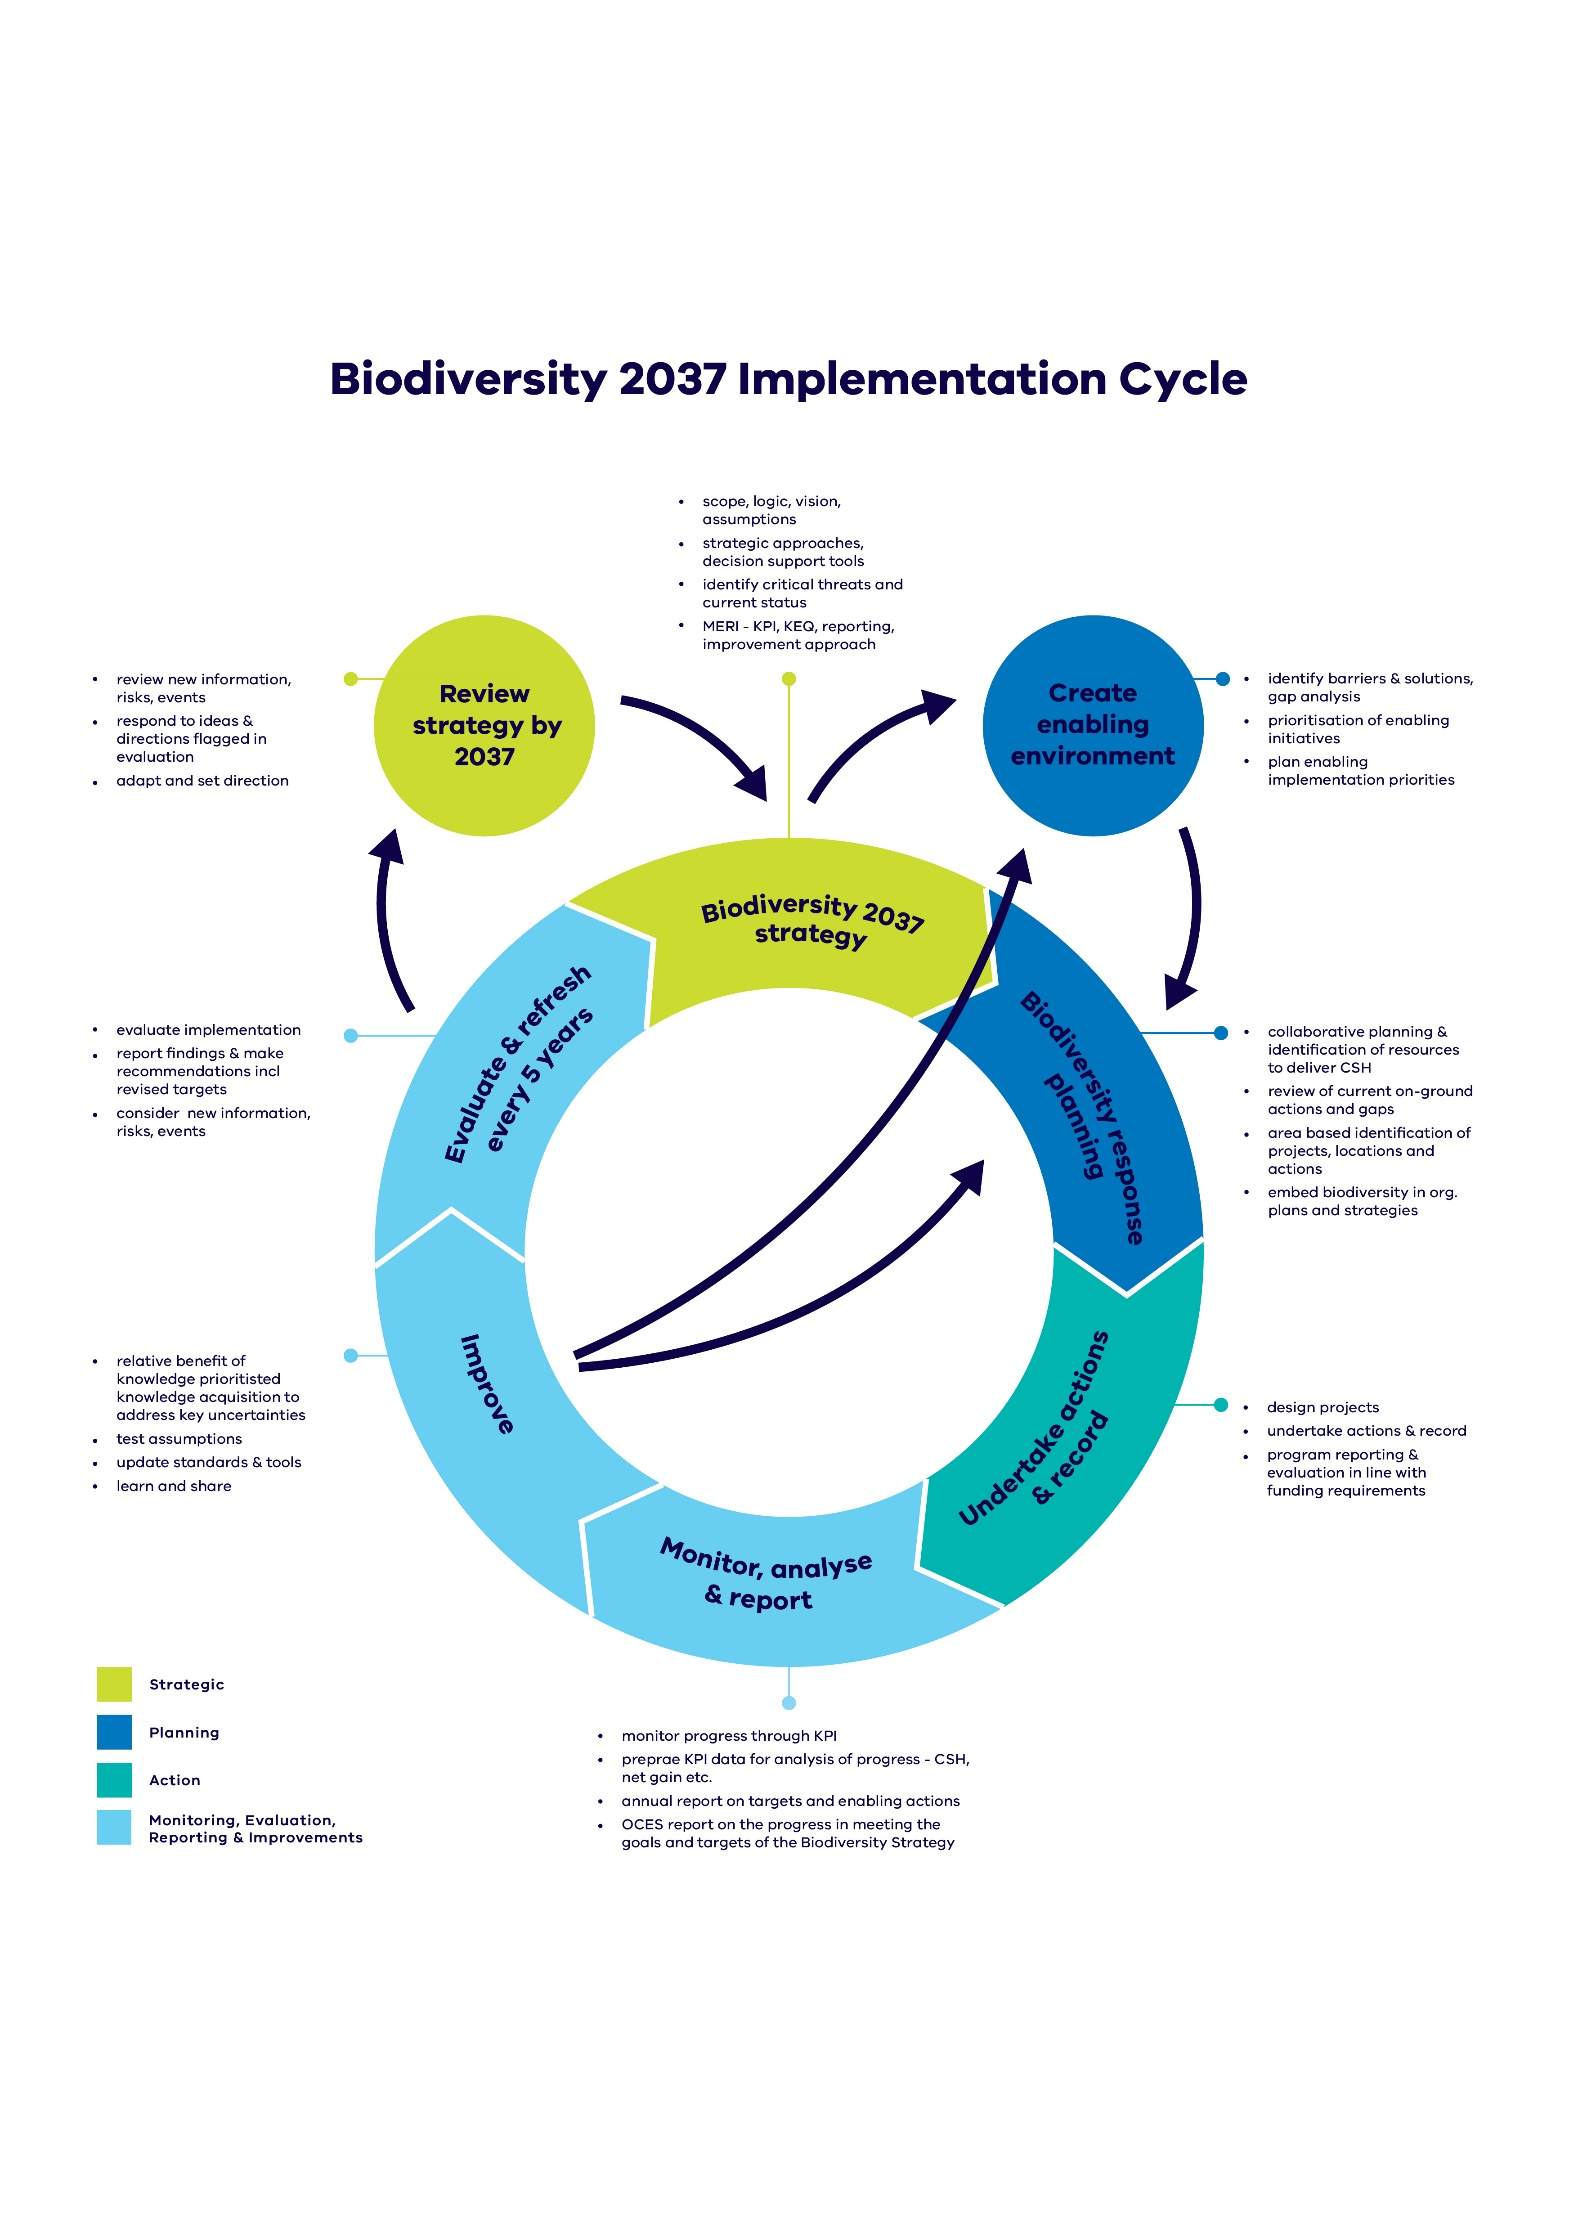 Biodiversity 2037 Implementation Cycle
• scope, logic, vision,
assumptions
• strategic approaches,
decision support tools
• identify critical threats and
current status
• MERI - KPI, KEQ, reporting,
improvement approach
• review new information,
risks, events
• respond to ideas &
directions flagged in
evaluation
• adapt and set direction
Review
strategy by
2037
Create
enabling
environment
• identify barriers & solutions,
gap analysis
• prioritisation of enabling
initiatives
• plan enabling
implementation priorities
Biodiversity 2037
strategy
• evaluate implementation
• report findings & make
recommendations incl
revised targets
• consider  new information,
risks, events
Evaluate & refresh
every 5 years
Biodiversity response
planning
• collaborative planning &
identification of resources
to deliver CSH
• review of current on-ground
actions and gaps
• area based identification of
projects, locations and
actions
• embed biodiversity in org.
plans and strategies
• relative benefit of
knowledge prioritisted
knowledge acquisition to
address key uncertainties
• test assumptions
• update standards & tools
• learn and share
Improve
Undertake actions
& record
• design projects
• undertake actions & record
• program reporting &
evaluation in line with
funding requirements
Monitor, analyse
& report
• monitor progress through KPI
• preprae KPI data for analysis of progress - CSH,
net gain etc.
• annual report on targets and enabling actions
• OCES report on the progress in meeting the
goals and targets of the Biodiversity Strategy
Strategic
Planning
Action
Monitoring, Evaluation,
Reporting & Improvements